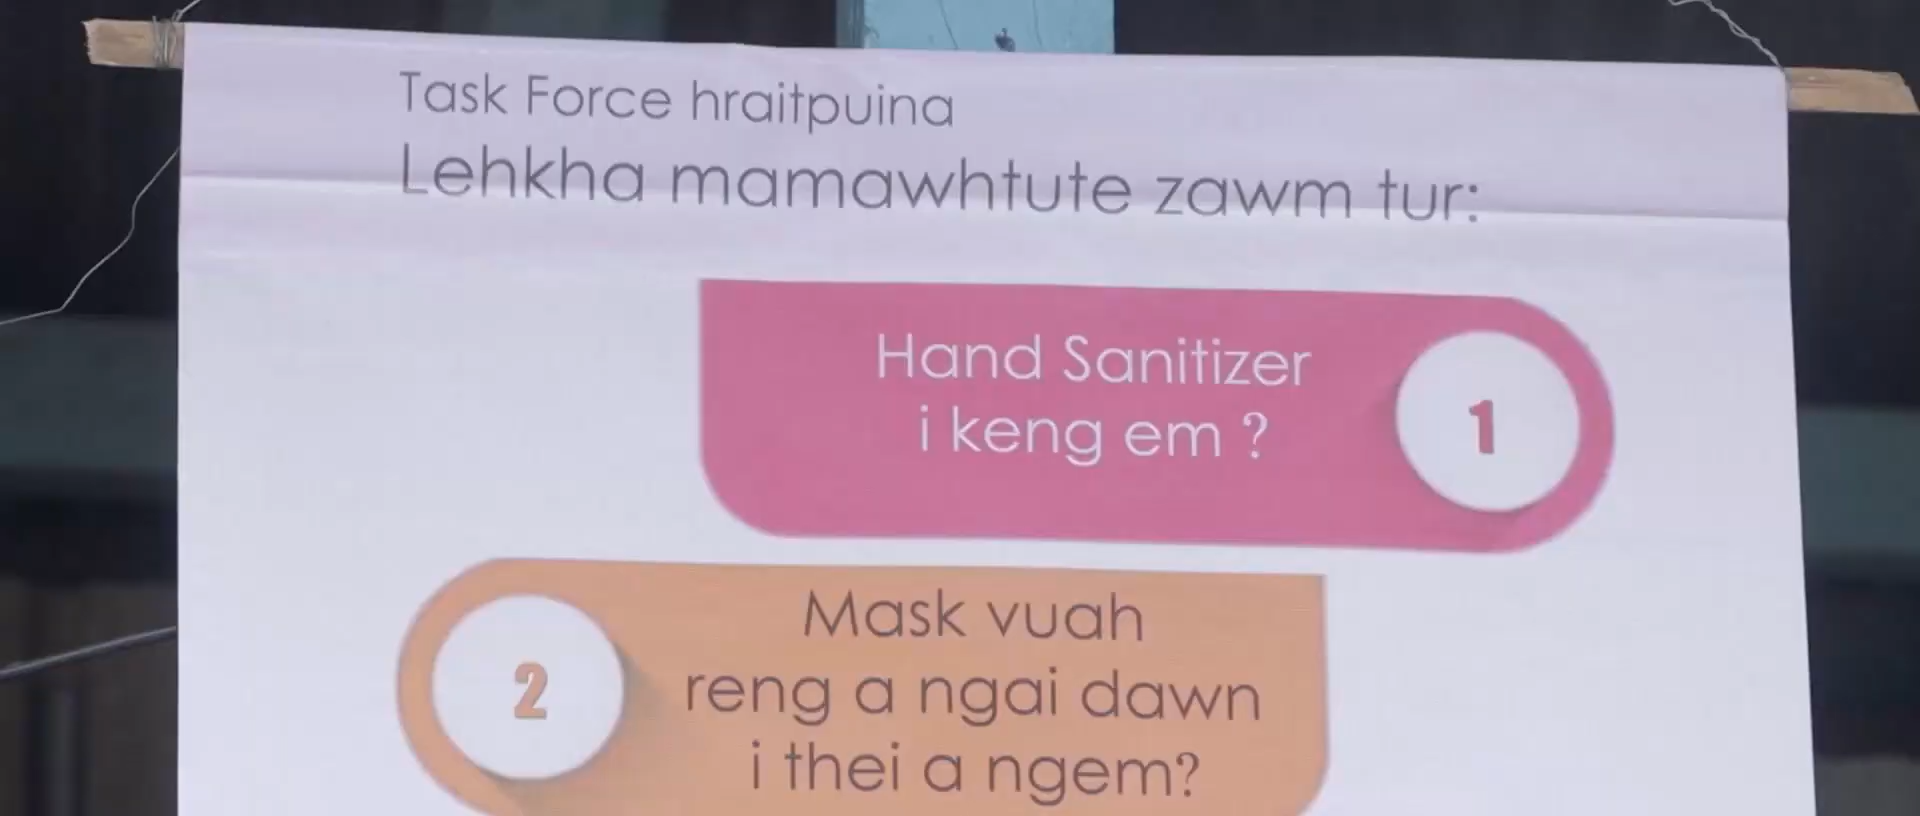 Task Force hraitpuina
Lehkha mamawhtute zawm tur:
Hand Sanitizer
i keng em ?
1
Mask vuah
2
reng a ngai dawn
i thei a ngem?